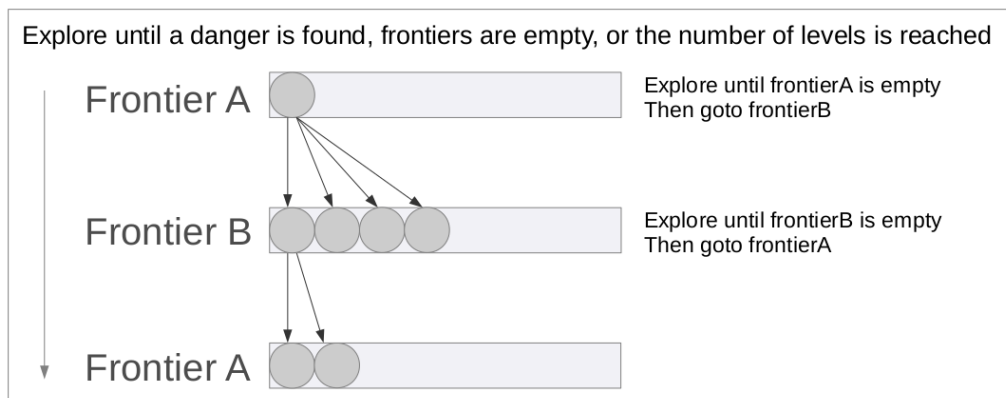 Explore until a danger is found, frontiers are empty, or the number of levels is reached
Frontier A
Explore until frontierA is empty
Then goto frontierB
Frontier B
Explore until frontierB is empty
Then goto frontierA
Frontier A